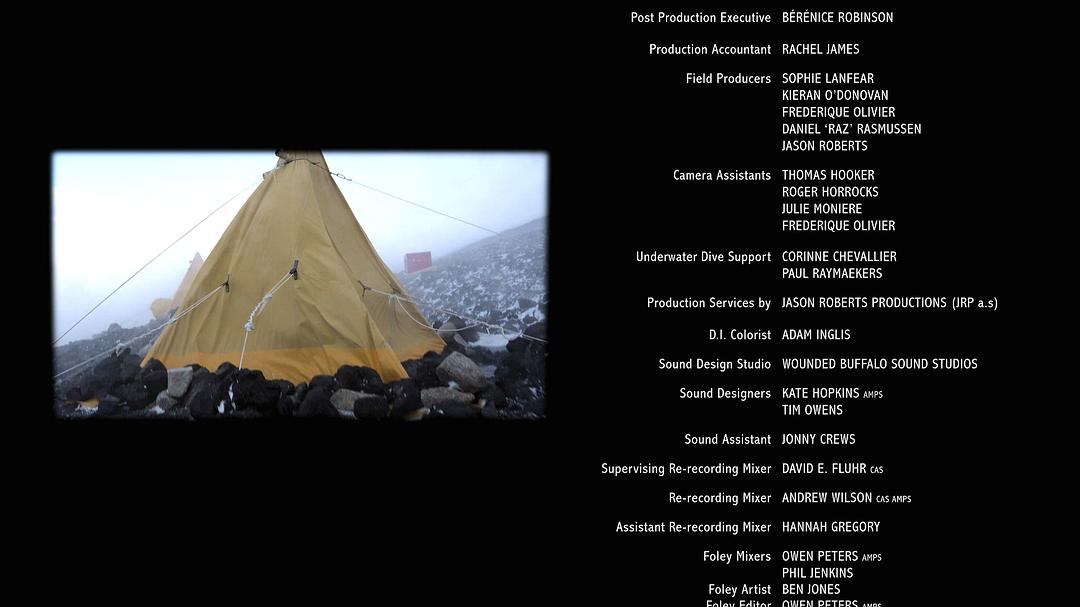 Post Production Executive BÉRÉNICE ROBINSON
Production Accountant RACHEL JAMES
Field Producers SOPHIE LANFEAR
KIERAN O'DONOVAN
FREDERIQUE OLIVIER
DANIEL ‘RAZ’ RASMUSSEN
JASON ROBERTS
Camera Assistants THOMAS HOOKER
ROGER HORROCKS
JULIE MONIERE
FREDERIQUE OLIVIER
Underwater Dive Support CORINNE CHEVALLIER
PAUL RAYMAEKERS
Production Services by JASON ROBERTS PRODUCTIONS (JRP a.s)
D.I. Colorist ADAM INGLIS
Sound Design Studio WOUNDED BUFFALO SOUND STUDIOS
Sound Designers KATE HOPKINS AMPS
TIM OWENS
Sound Assistant JONNY CREWS
Supervising Re-recording Mixer DAVID E. FLUHR CAS
Re-recording Mixer ANDREW WILSON CAS AMPS
Assistant Re-recording Mixer HANNAH GREGORY
Foley Mixers OWEN PETERS AMPS
PHIL JENKINS
Foley Artist BEN JONES
Foley Editor OWEN PETERS AMPS